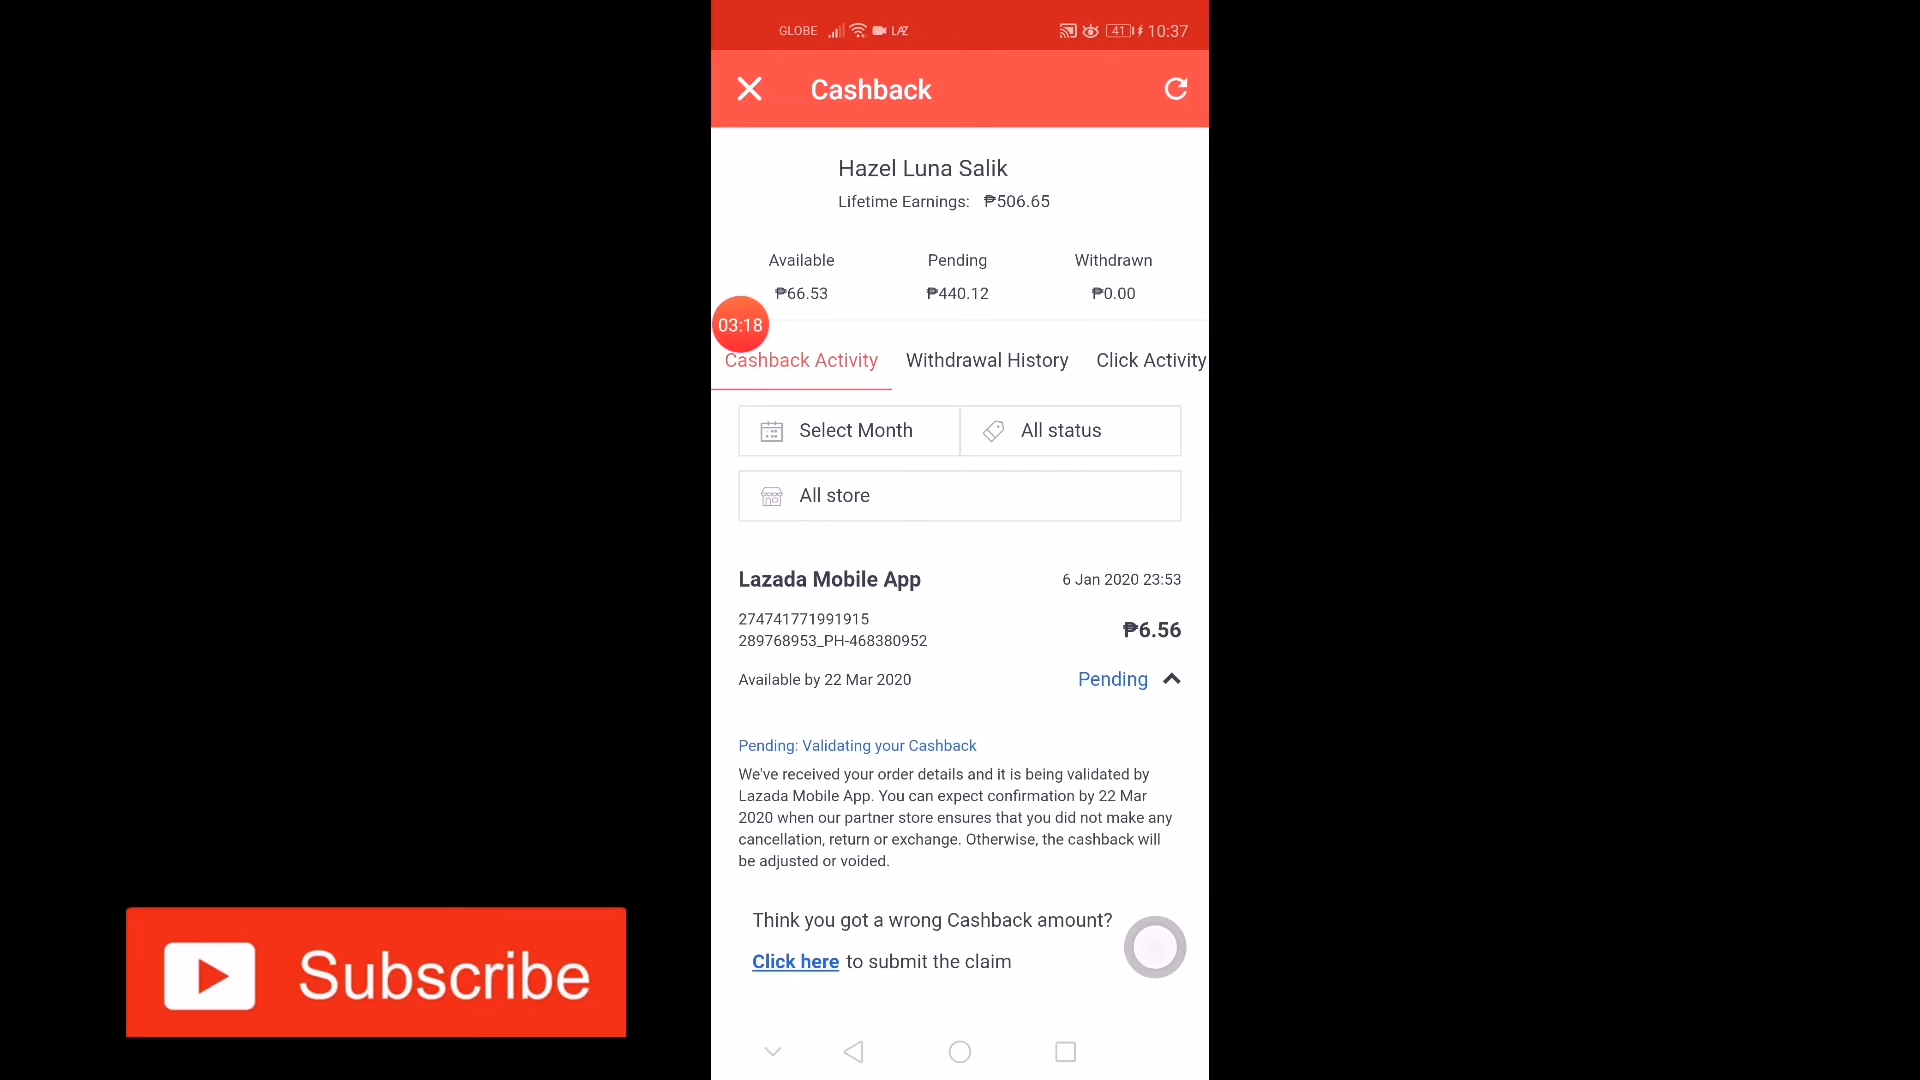 GLOBE LAZ 41 10:37
Cashback
Hazel Luna Salik
Lifetime Earnings: ₱506.65
Available Pending Withdrawn
₱66.53 ₱440.12 ₱0.00
03:18
Cashback Activity Withdrawal History Click Activity
Select Month All status
All store
Lazada Mobile App 6 Jan 2020 23:53
274741771991915
289768953_PH-468380952
₱6.56
Available by 22 Mar 2020 Pending
Pending: Validating your Cashback
We've received your order details and it is being validated by
Lazada Mobile App. You can expect confirmation by 22 Mar
2020 when our partner store ensures that you did not make any
cancellation, return or exchange. Otherwise, the cashback will
be adjusted or voided.
Think you got a wrong Cashback amount?
Click here to submit the claim
Subscribe